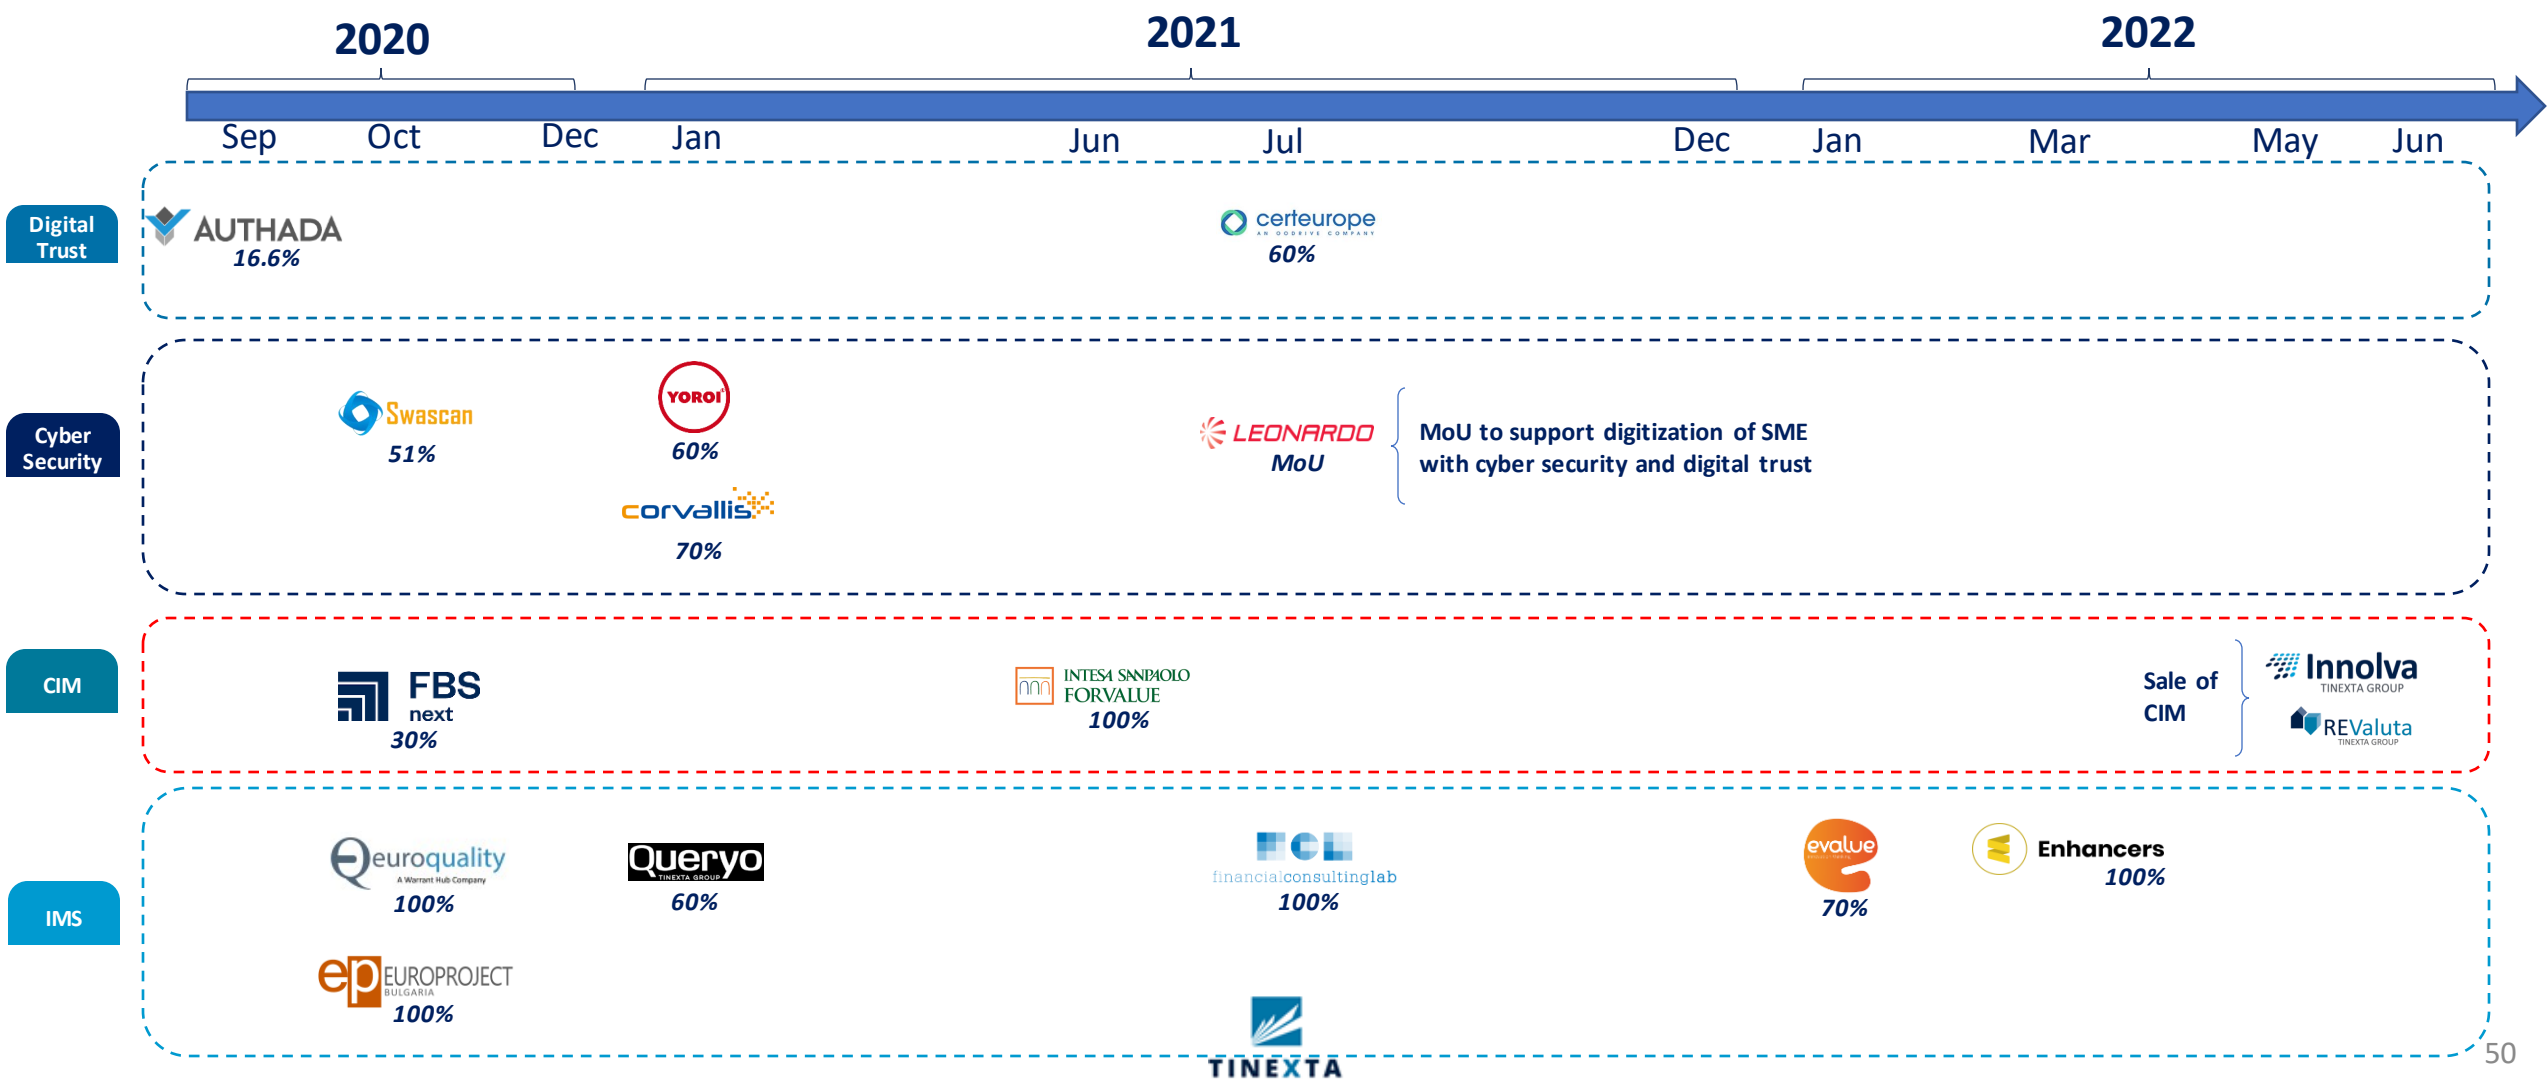 2020
2021
2022
Sep
Oct
Dec
Jan
Jun
Jul
Dec
Jan
Mar
May
Jun
Digital
Trust
AUTHADA
16.6%
certeurope
AN OODRIVE COMPANY
60%
Cyber
Security
Swascan
51%
YOROI
60%
corvallis
70%
LEONARDO
MoU
MoU to support digitization of SME
with cyber security and digital trust
CIM
FBS
next
30%
INTESA SANPAOLO
FORVALUE
100%
Sale of
CIM
Innolva
TINEXTA GROUP
REValuta
TINEXTA GROUP
IMS
euroquality
A Warrant Hub Company
100%
Queryo
TINEXTA GROUP
60%
financialconsultinglab
100%
evalue
70%
Enhancers
100%
ep EUROPROJECT
BULGARIA
100%
TINEXTA
50